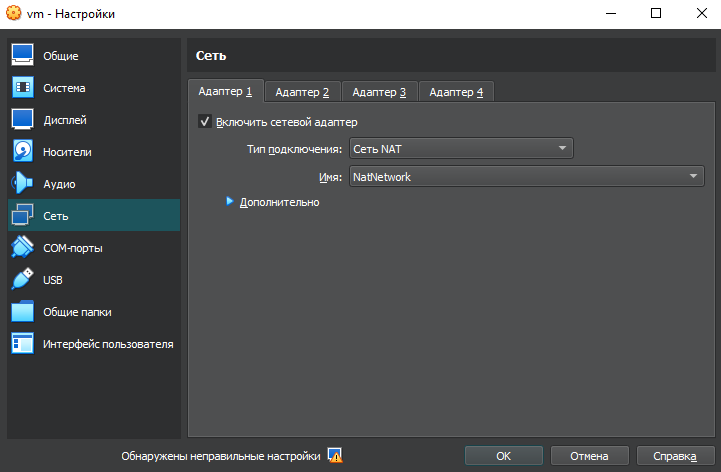 vm - Настройки
Общие
Система
Дисплей
Носители
Аудио
Сеть
COM-порты
USB
Общие папки
Интерфейс пользователя
Сеть
Адаптер 1 Адаптер 2 Адаптер 3 Адаптер 4
Включить сетевой адаптер
Тип подключения: Сеть NAT
Имя: NatNetwork
Дополнительно
Обнаружены неправильные настройки
OK Отмена Справка